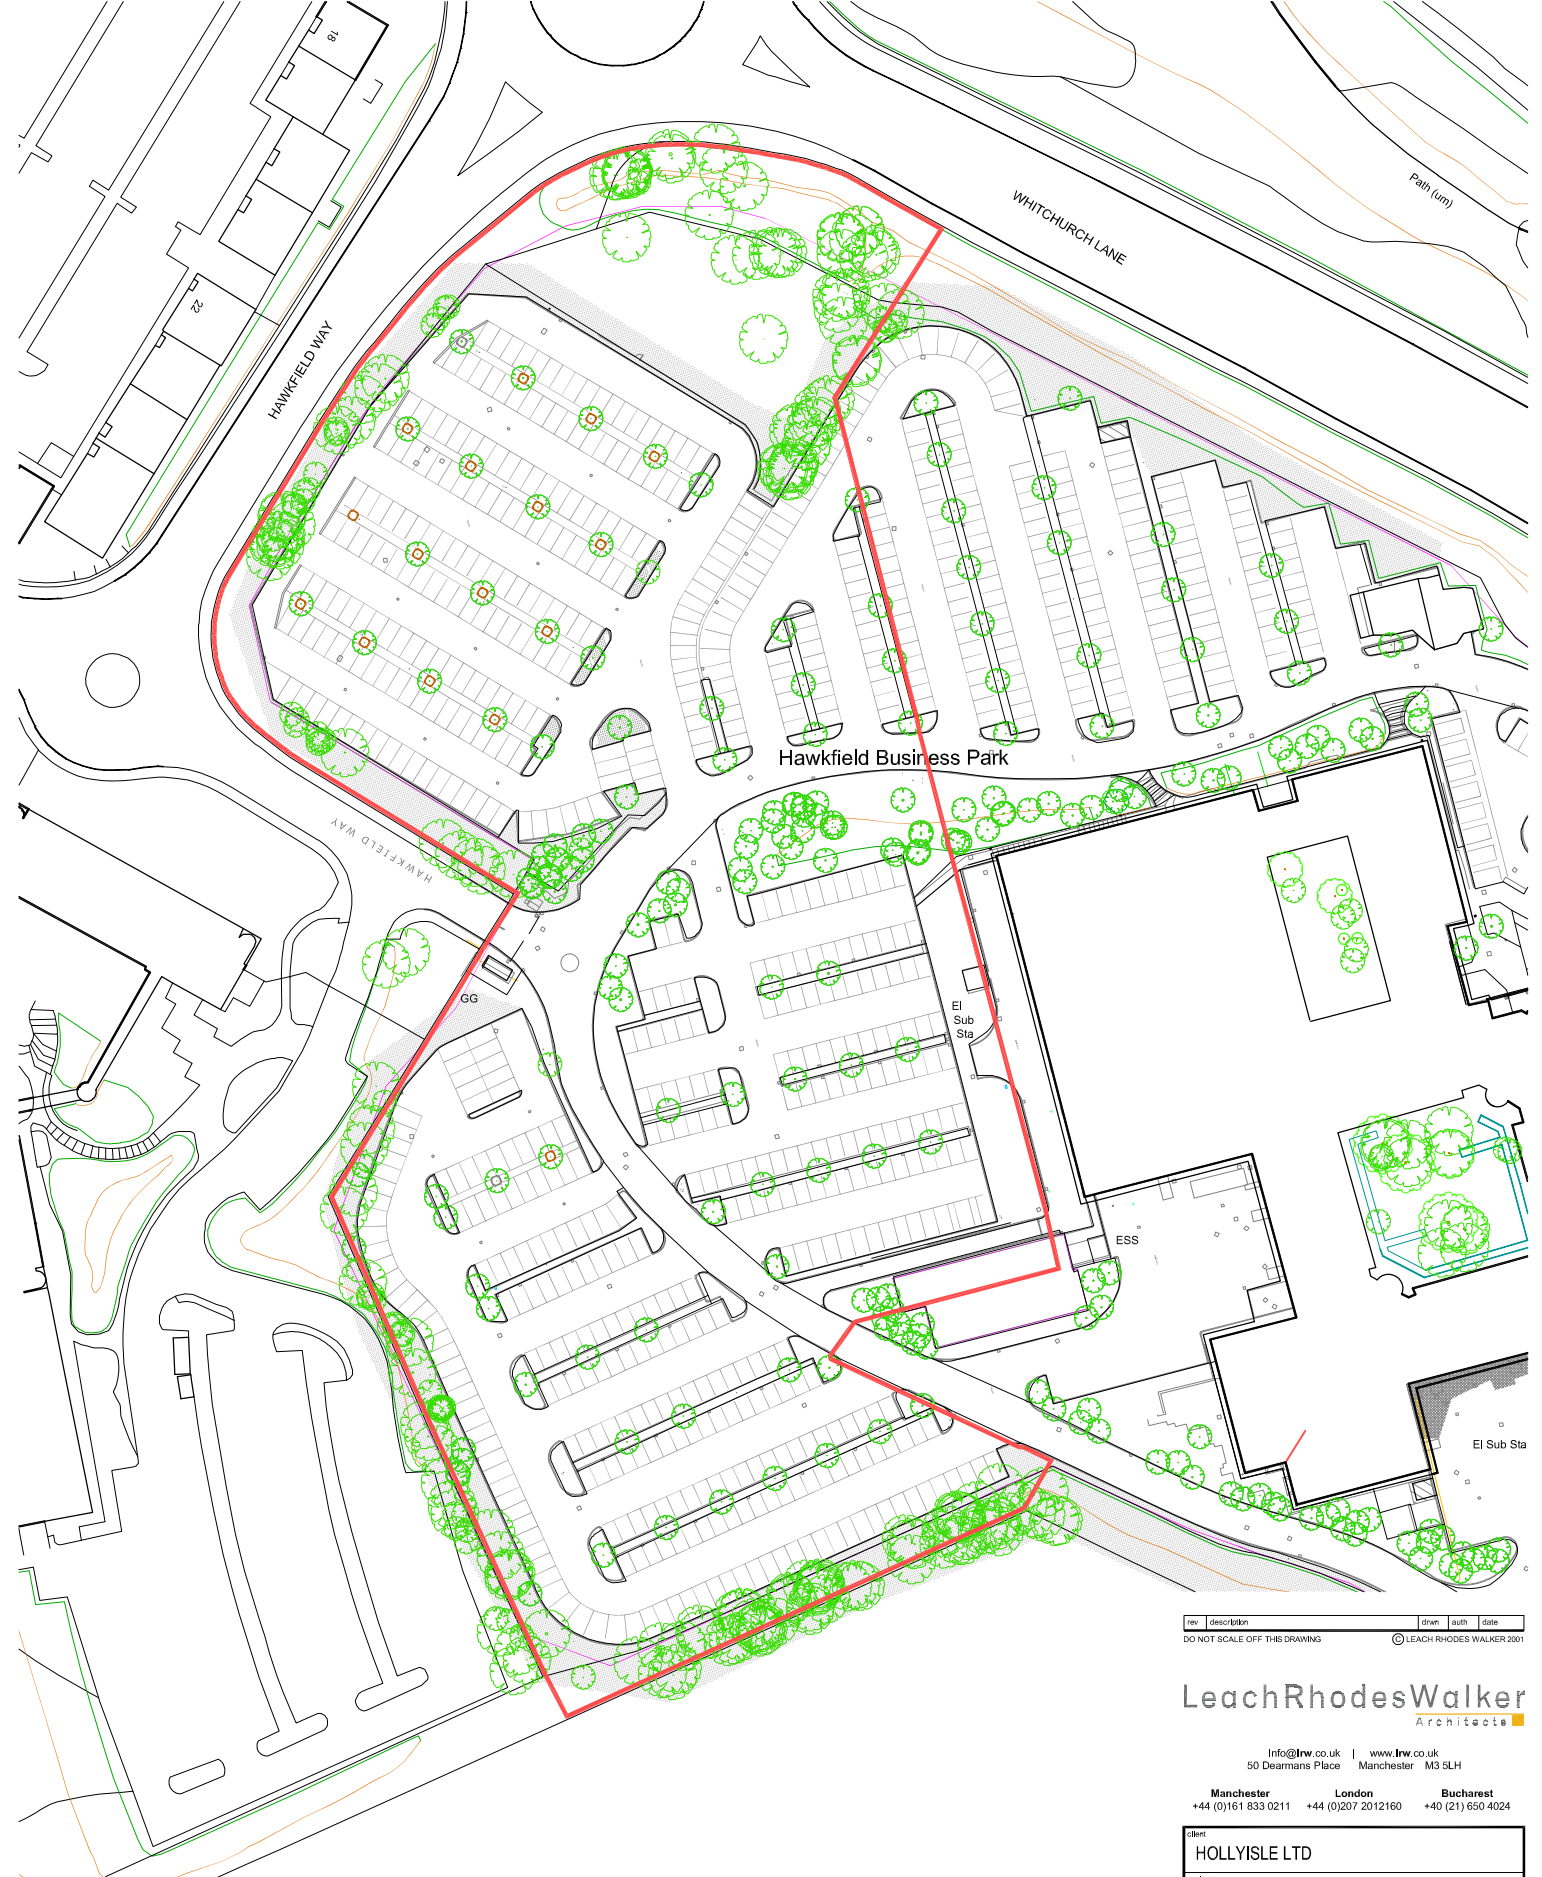 18
WHITCHURCH LANE
Path (um)
22
HAWKFIELD WAY
Hawkfield Business Park
HAWKFIELD WAY
GG
El
Sub
Sta
ESS
El Sub Sta
rev description drwn auth date
DO NOT SCALE OFF THIS DRAWING © LEACH RHODES WALKER 2001
LeachRhodesWalker
Architects
info@lrw.co.uk | www.lrw.co.uk
50 Dearmans Place Manchester M3 5LH
Manchester London Bucharest
+44 (0)161 833 0211 +44 (0)207 2012160 +40 (21) 650 4024
client
HOLLYISLE LTD